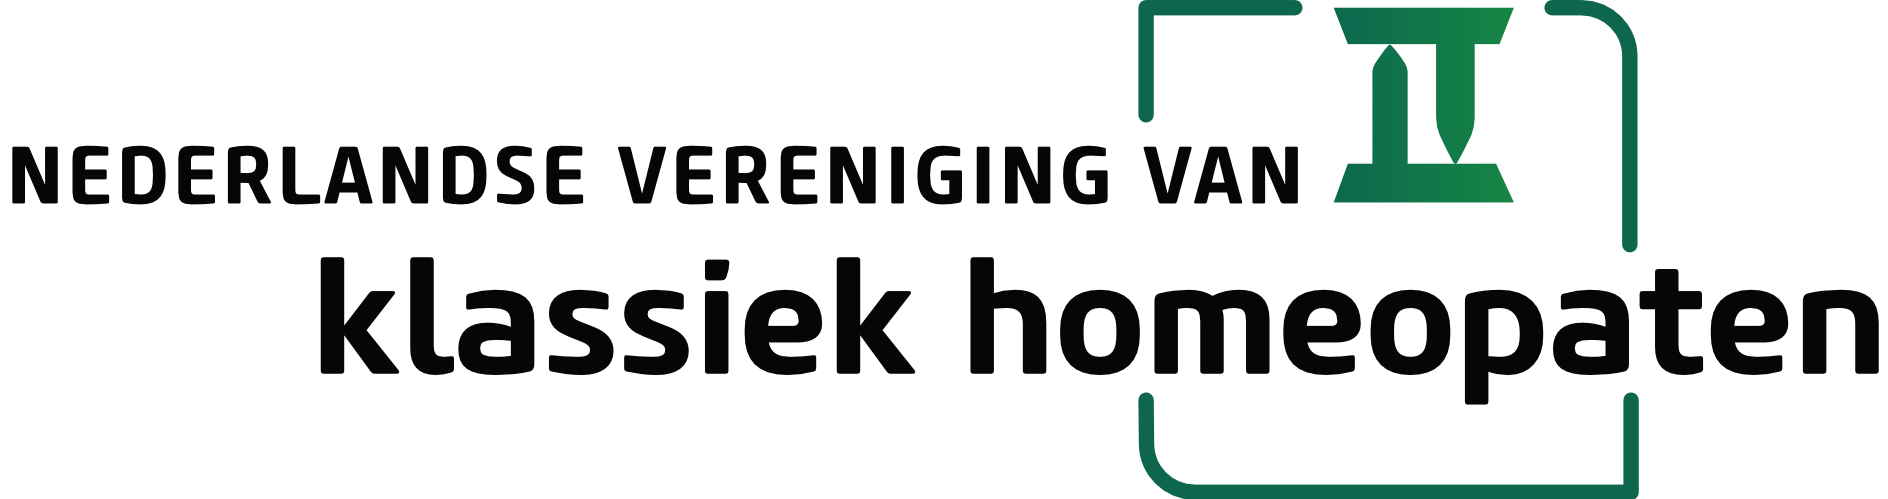 NEDERLANDSE VERENIGING VAN
klassiek homeopaten